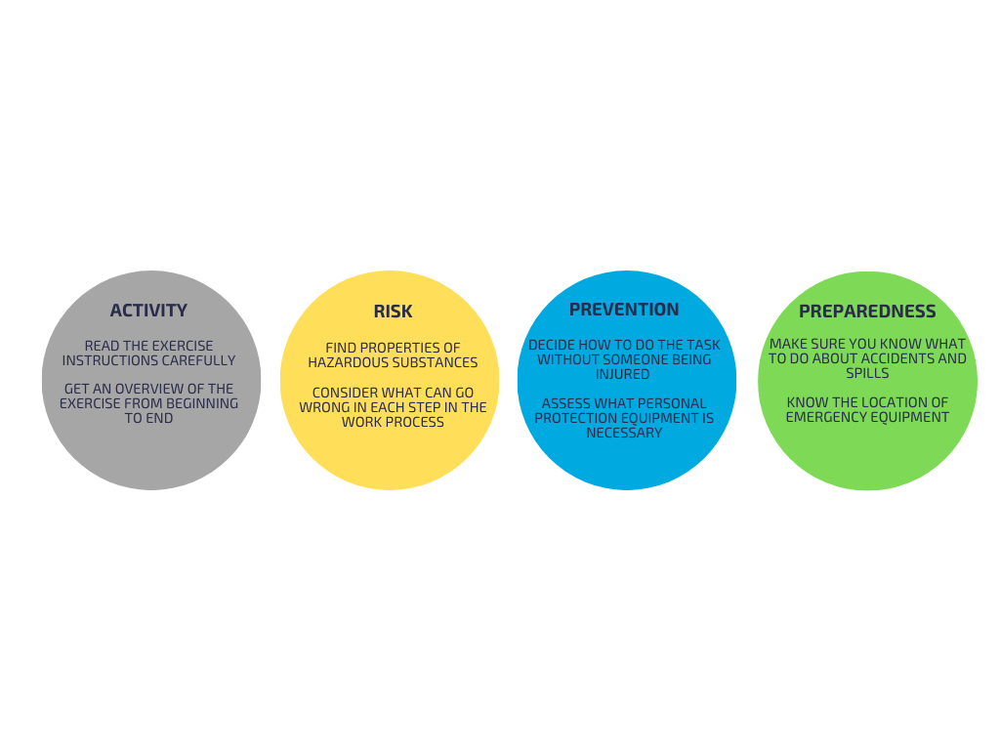 ACTIVITY
READ THE EXERCISE
INSTRUCTIONS CAREFULLY
GET AN OVERVIEW OF THE
EXERCISE FROM BEGINNING
TO END
RISK
FIND PROPERTIES OF
HAZARDOUS SUBSTANCES
CONSIDER WHAT CAN GO
WRONG IN EACH STEP IN THE
WORK PROCESS
PREVENTION
DECIDE HOW TO DO THE TASK
WITHOUT SOMEONE BEING
INJURED
ASSESS WHAT PERSONAL
PROTECTION EQUIPMENT IS
NECESSARY
PREPAREDNESS
MAKE SURE YOU KNOW WHAT
TO DO ABOUT ACCIDENTS AND
SPILLS
KNOW THE LOCATION OF
EMERGENCY EQUIPMENT